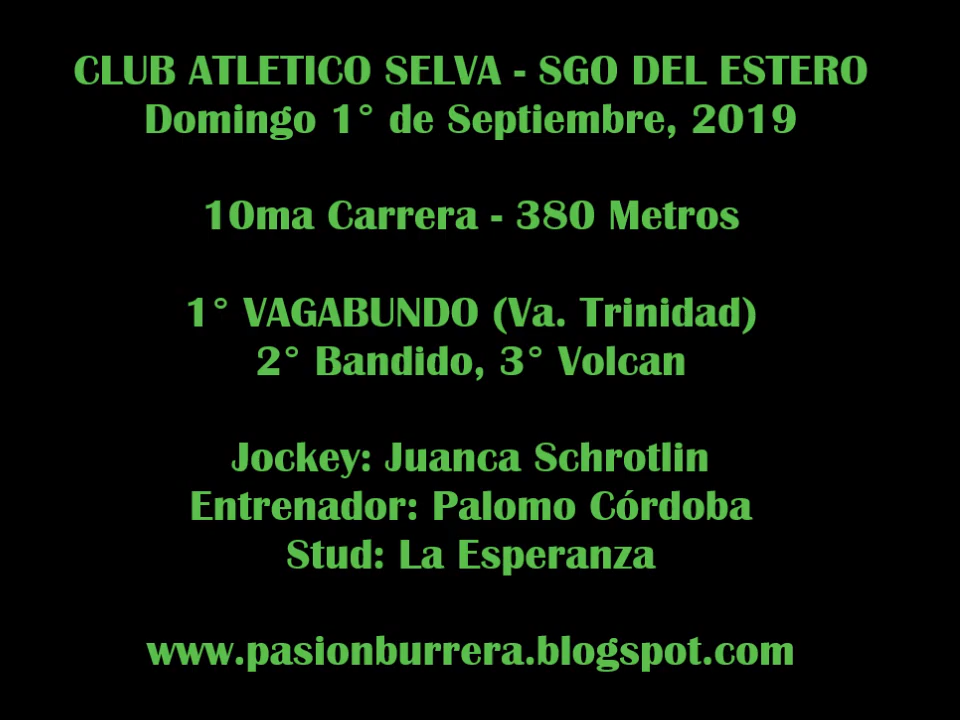 CLUB ATLETICO SELVA - SGO DEL ESTERO
Domingo 1° de Septiembre, 2019
10ma Carrera - 380 Metros
1° VAGABUNDO (Va. Trinidad)
2° Bandido, 3° Volcan
Jockey: Juanca Schrotlin
Entrenador: Palomo Córdoba
Stud: La Esperanza
www.pasionburrera.blogspot.com